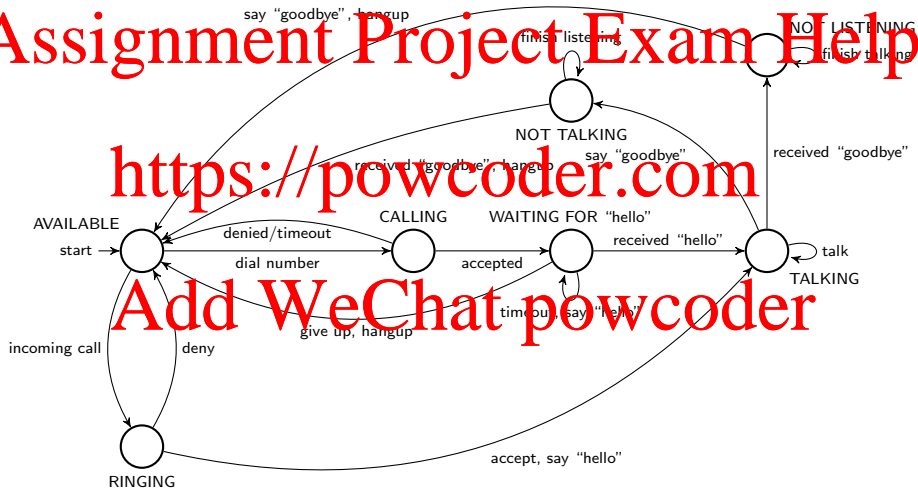 say “goodbye”, hangup
NOT LISTENING
Assignment Project Exam Help
finish listening
finish talking
NOT TALKING
say “goodbye”
received “goodbye”
https://powcoder.com
received “goodbye”, hangup
AVAILABLE
CALLING
WAITING FOR “hello”
start
denied/timeout
received “hello”
talk
dial number
accepted
TALKING
Add WeChat powcoder
timeout, say “hello”
give up, hangup
incoming call
deny
accept, say “hello”
RINGING